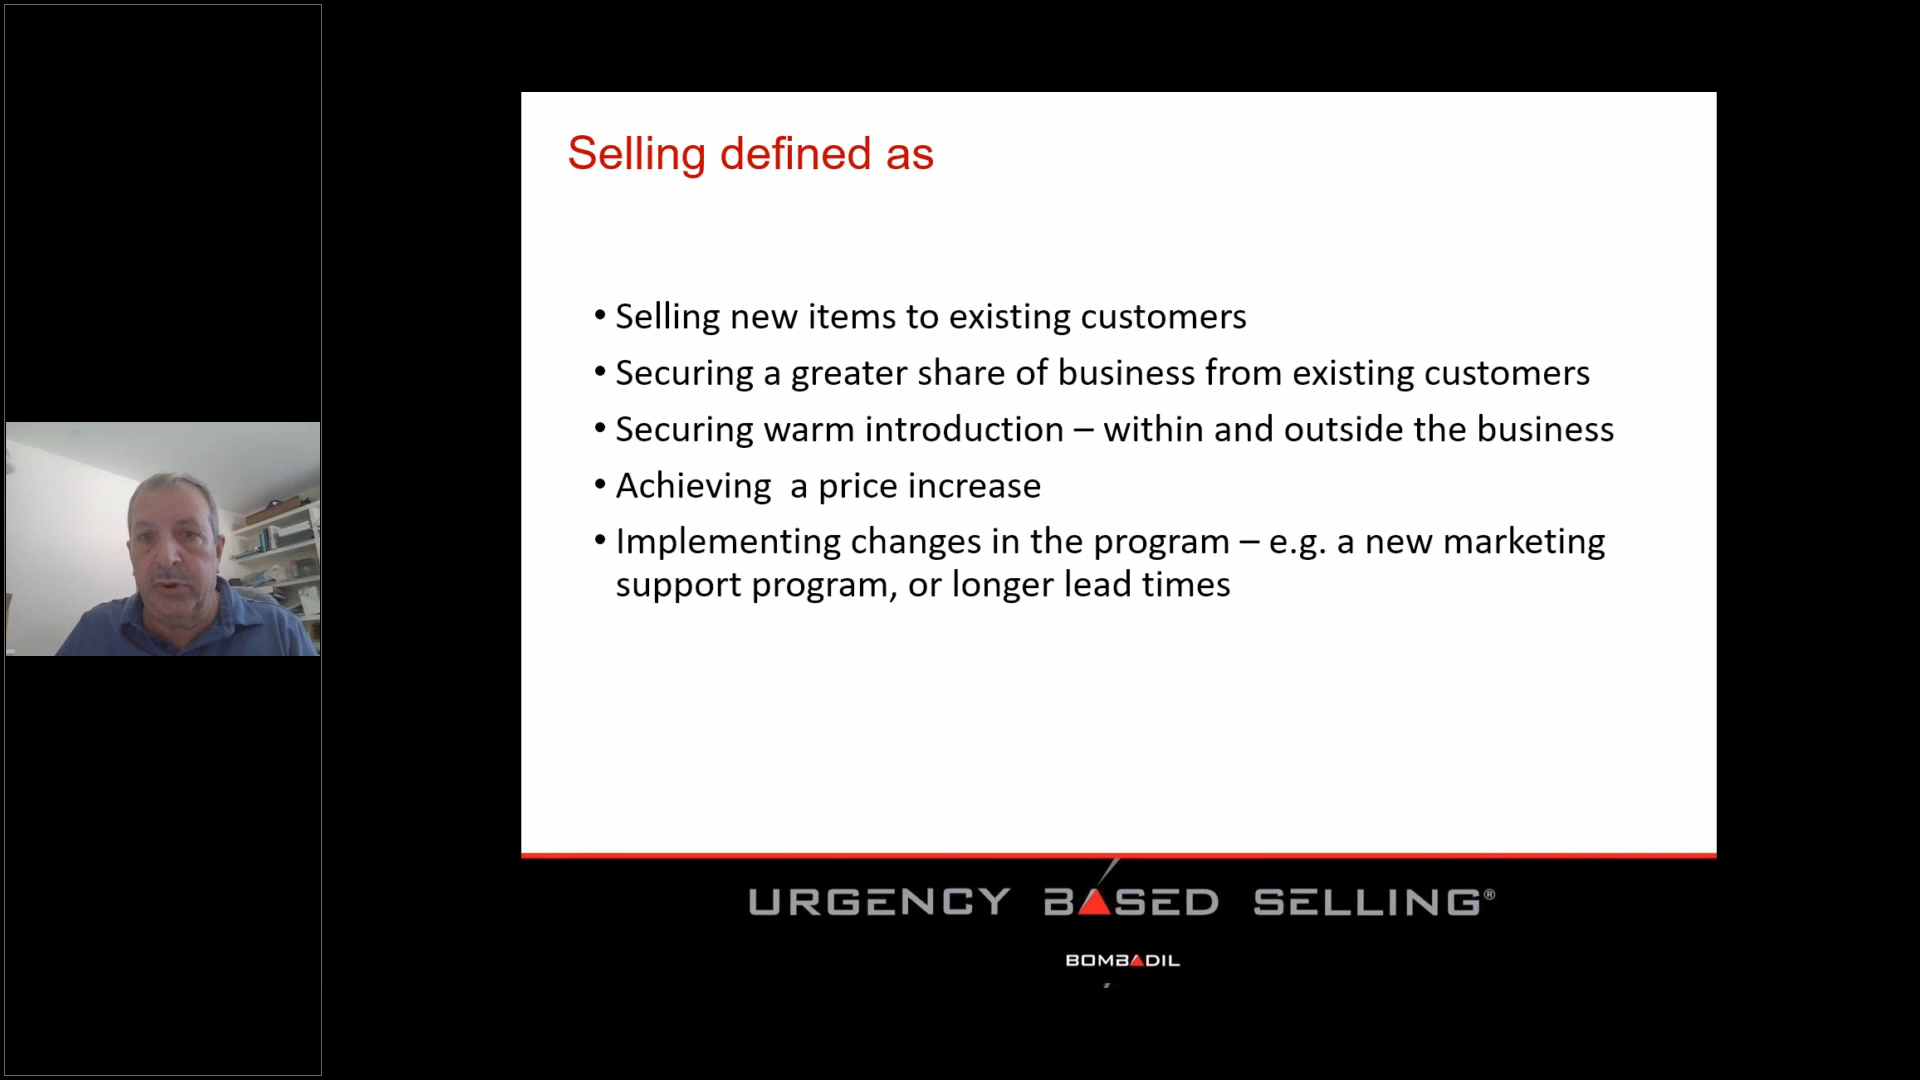 Selling defined as
• Selling new items to existing customers
• Securing a greater share of business from existing customers
• Securing warm introduction – within and outside the business
• Achieving  a price increase
• Implementing changes in the program – e.g. a new marketing
support program, or longer lead times
URGENCY BASED SELLING®
BOMBADIL